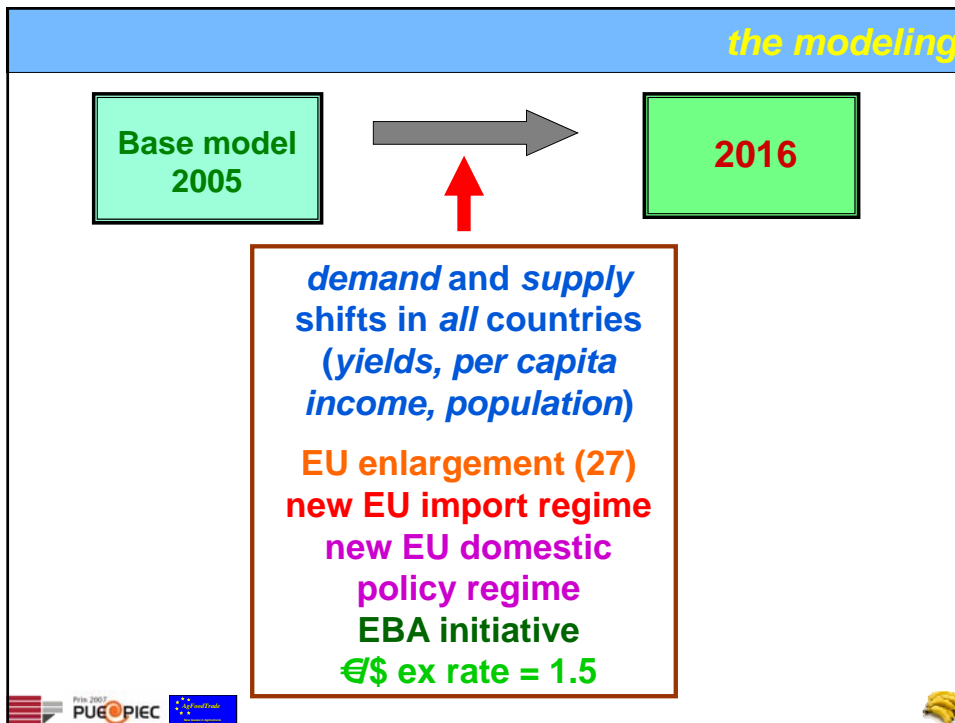 the modeling
Base model
2005
2016
demand and supply
shifts in all countries
(yields, per capita
income, population)
EU enlargement (27)
new EU import regime
new EU domestic
policy regime
EBA initiative
€/$ ex rate = 1.5
Prin 2007
PUE@PIEC
AgFoodTrade